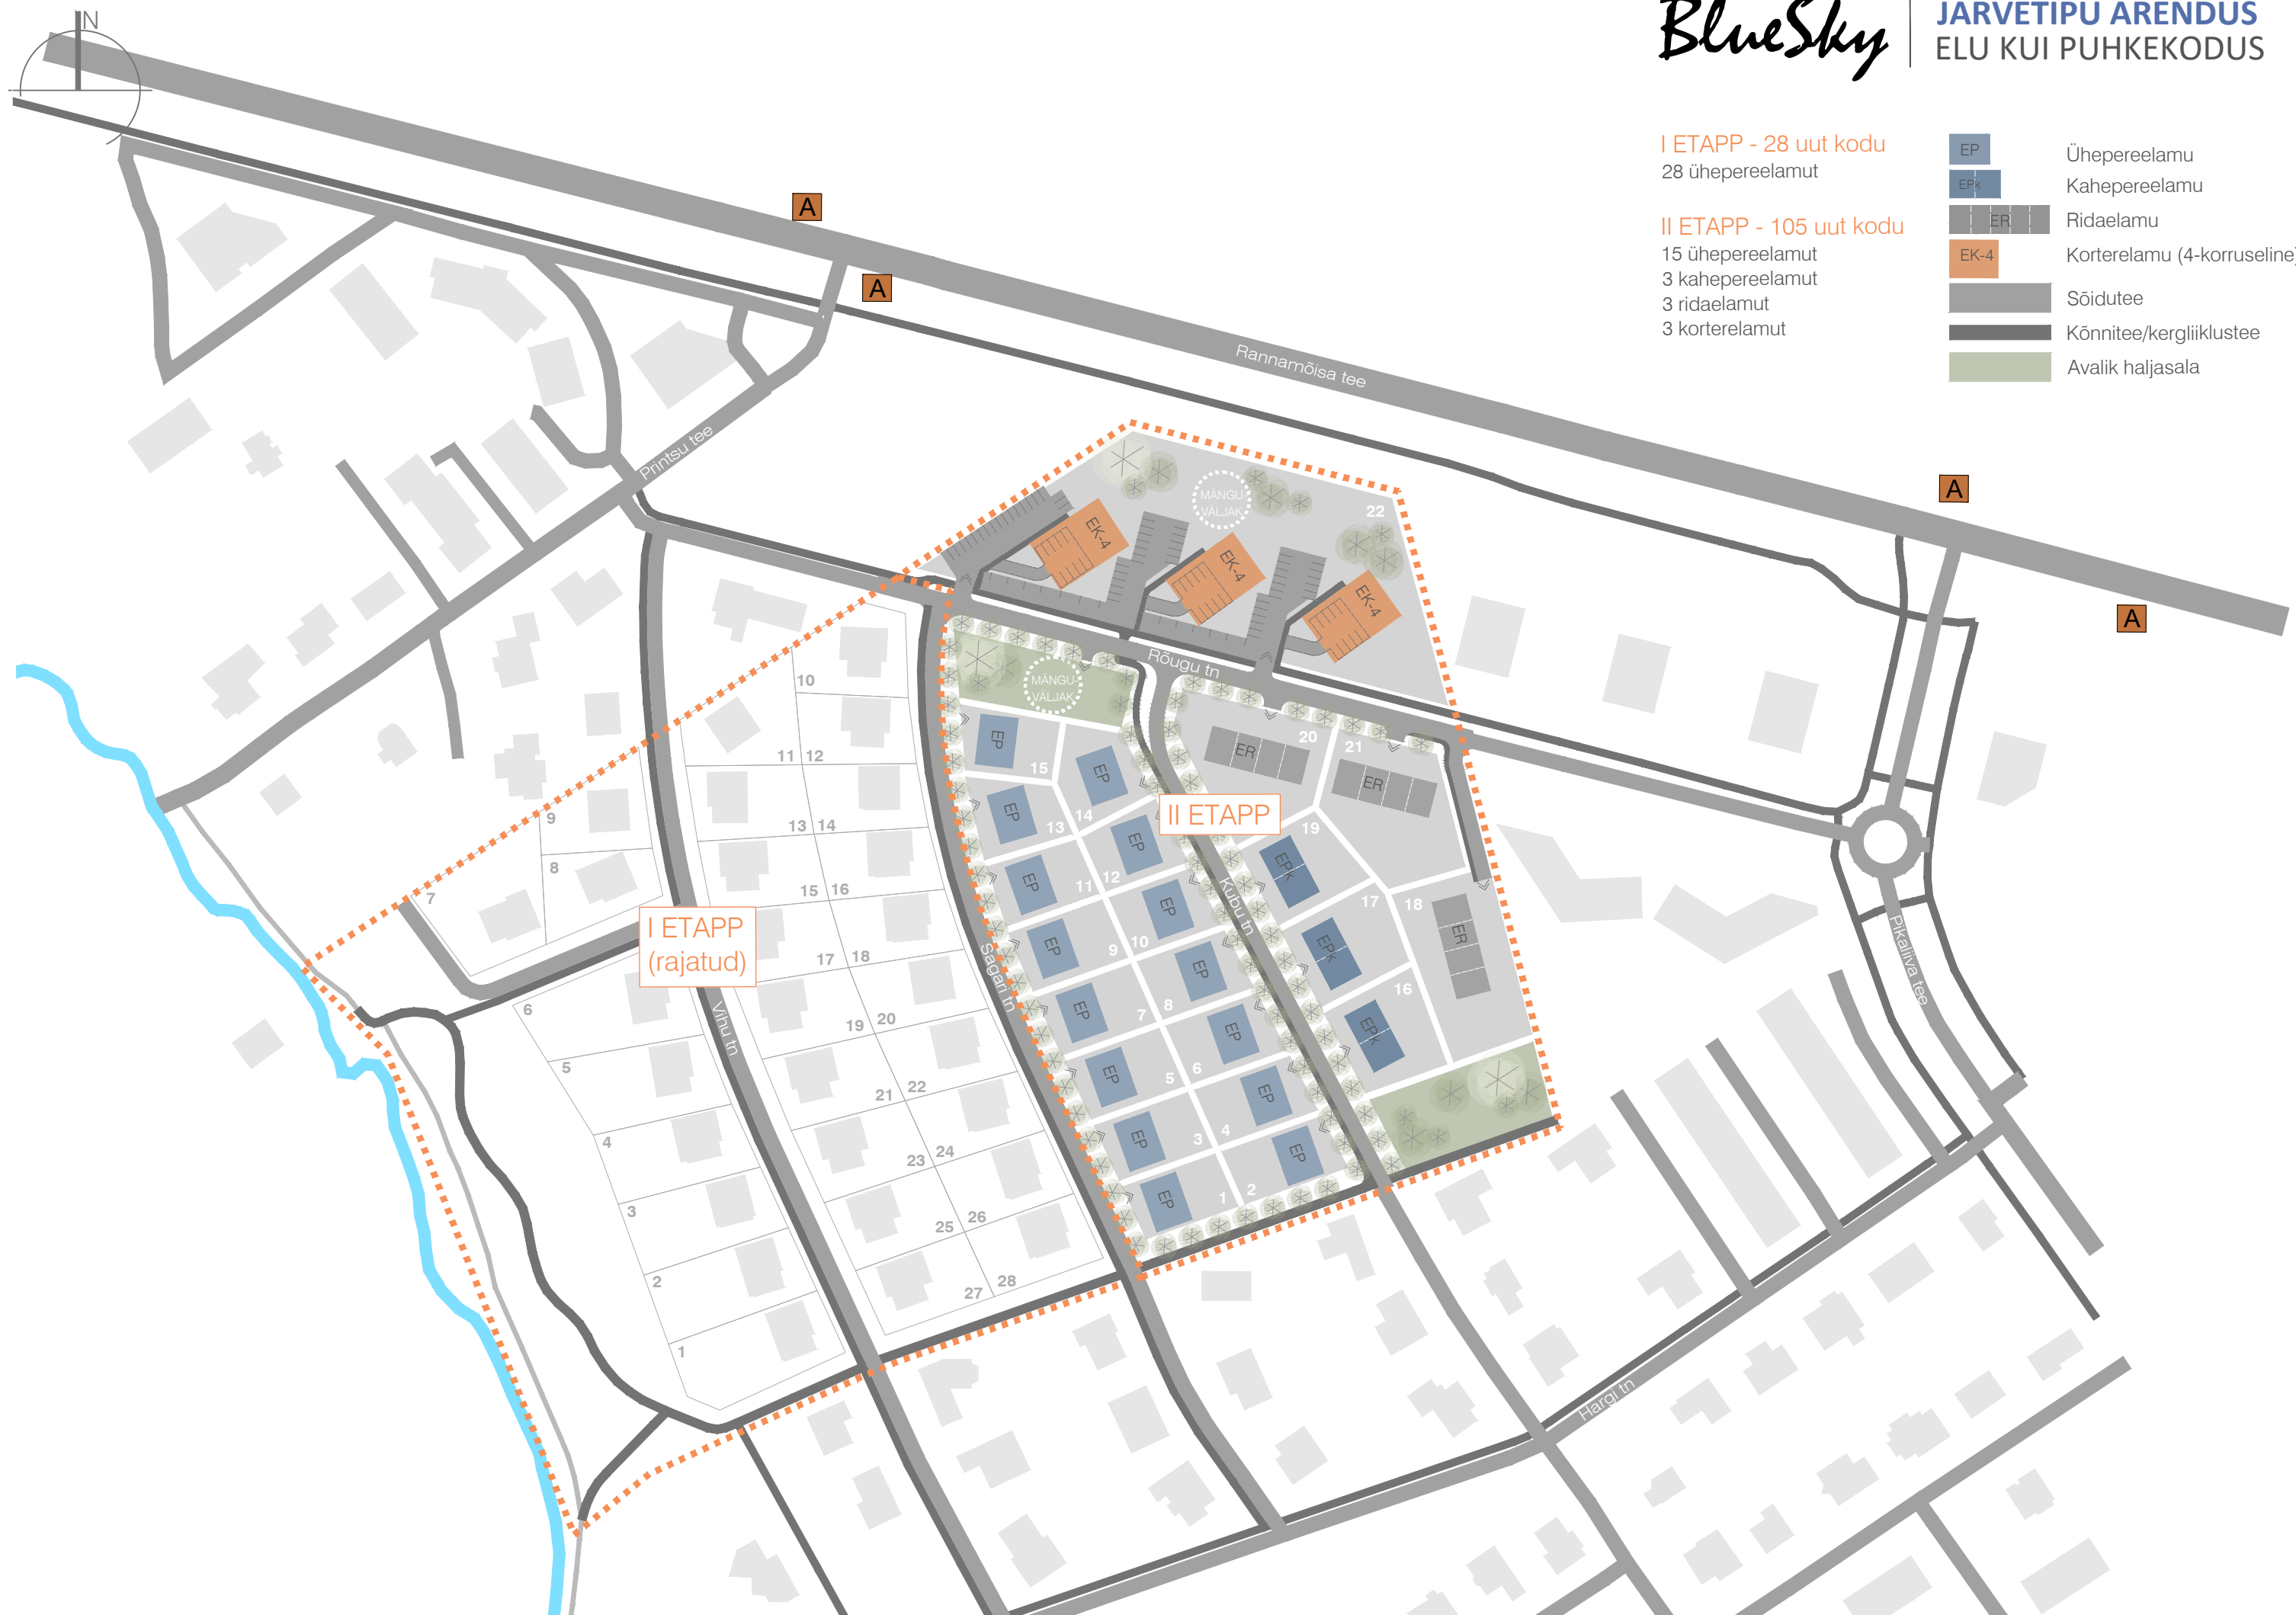 N
BlueSky
JÄRVETIPU ARENDUS
ELU KUI PUHKEKODUS
I ETAPP - 28 uut kodu
28 ühepereelamut
II ETAPP - 105 uut kodu
15 ühepereelamut
3 kahepereelamut
3 ridaelamut
3 korterelamut
EP
Ühepereelamu
EPk
Kahepereelamu
ER
Ridaelamu
EK-4
Korterelamu (4-korruseline)
Sõidutee
Kõnnitee/kergliiklustee
Avalik haljasala
A
A
Rannamõisa tee
Printsu tee
A
A
MÄNGU-
VÄLJAK
22
EK-4
EK-4
EK-4
Rõugu tn
MÄNGU-
VÄLJAK
10
11 12
13 14
15 16
17 18
19 20
21 22
23 24
25 26
27 28
9
8
7
6
5
4
3
2
1
I ETAPP
(rajatud)
Vihu tn
Sagari tn
II ETAPP
Kubu tn
EP
15
EP
14
EP
13
EP
12
EP
11
EP
10
EP
9
EP
8
EP
7
EP
6
EP
5
EP
4
EP
3
EP
2
EP
1
ER
20
21
ER
19
EPk
17
18
EPk
ER
16
EPk
Pikaliiva tee
Hargi tn